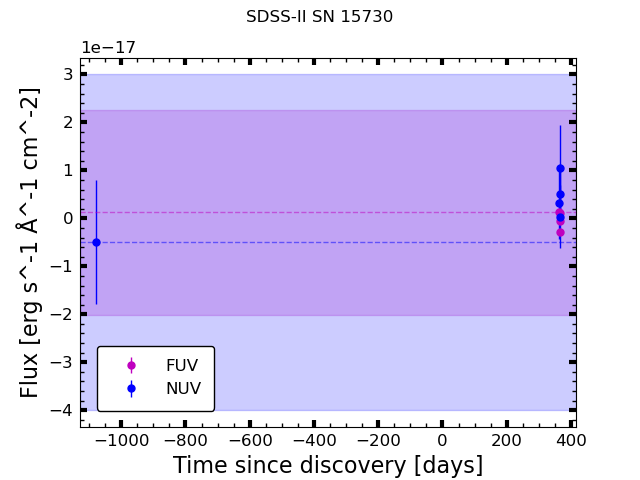 SDSS-II SN 15730
1e−17
3
2
1
0
−1
−2
−3
−4
Flux [erg s^-1 Å^-1 cm^-2]
FUV
NUV
−1000 −800 −600 −400 −200 0 200 400
Time since discovery [days]